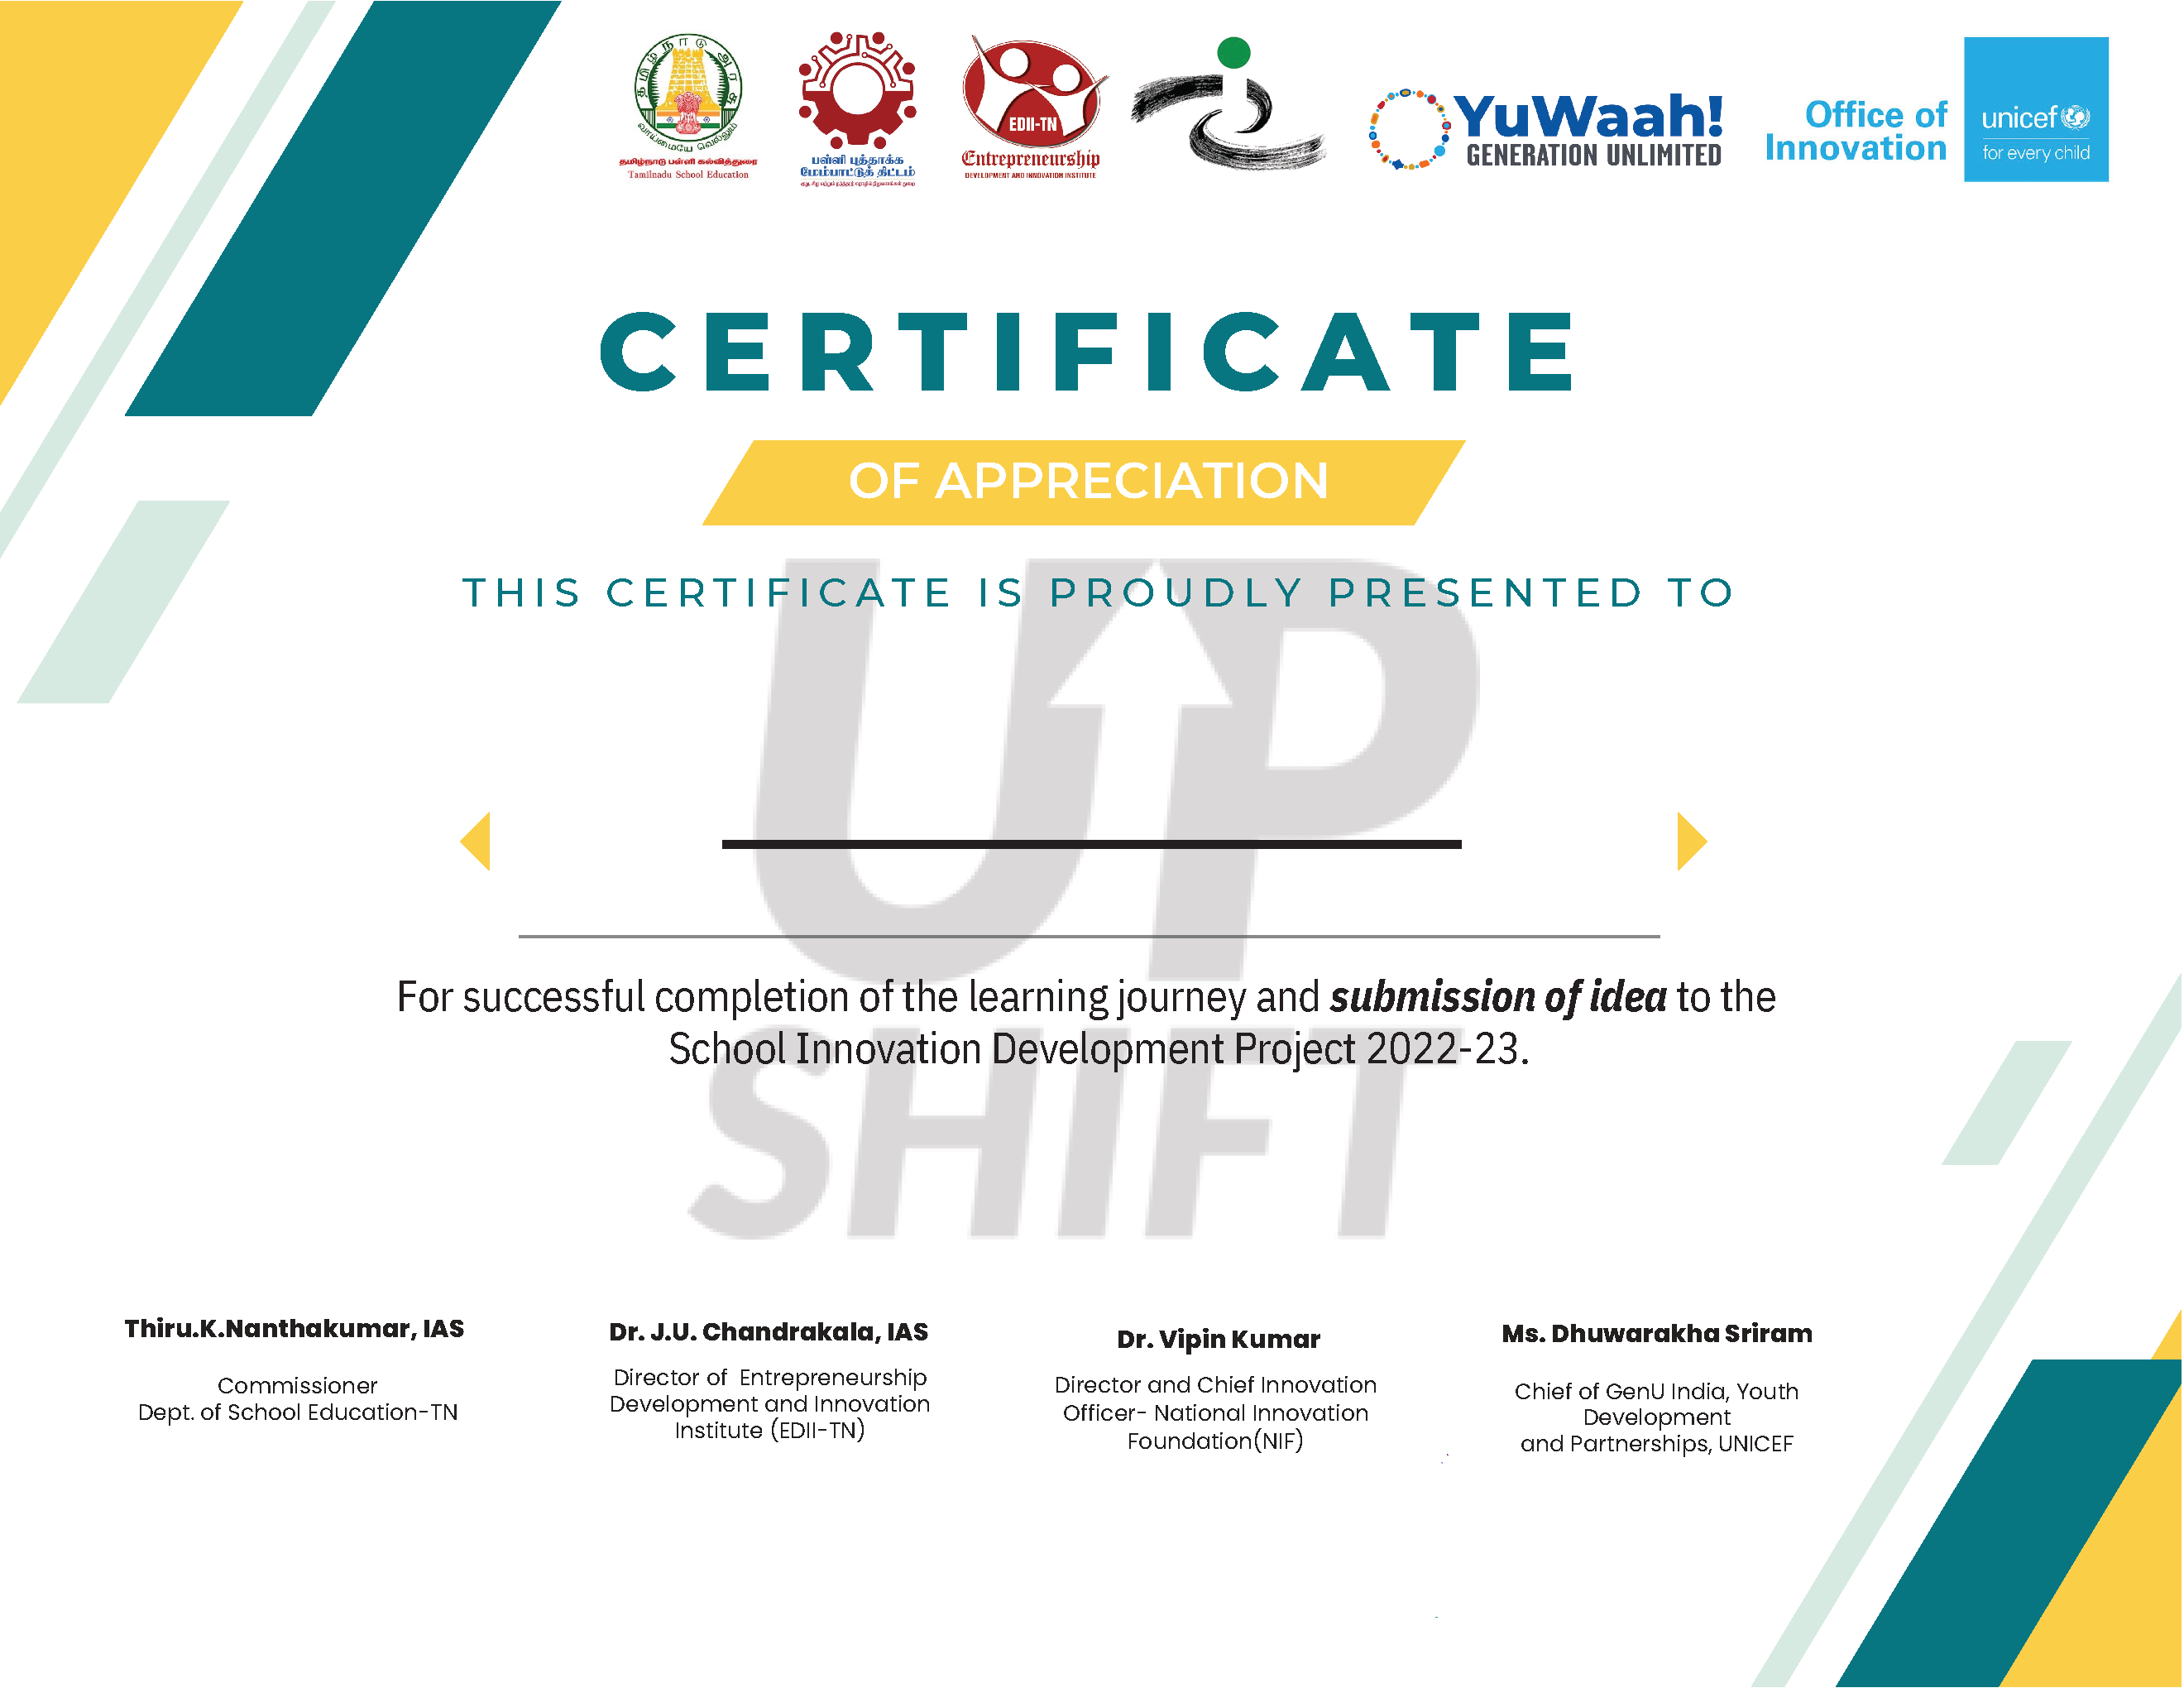 தமிழ்நாடு பள்ளிக் கல்வித்துறை
Tamilnadu School Education
பள்ளி புத்தாக்க
மேம்பாட்டுத் திட்டம்
EDII-TN
Entrepreneurship
DEVELOPMENT AND INNOVATION INSTITUTE
YuWaah!
GENERATION UNLIMITED
Office of
Innovation
unicef
for every child
CERTIFICATE
OF APPRECIATION
THIS CERTIFICATE IS PROUDLY PRESENTED TO
UP
SHIFT
For successful completion of the learning journey and submission of idea to the
School Innovation Development Project 2022-23.
Thiru.K.Nanthakumar, IAS
Commissioner
Dept. of School Education-TN
Dr. J.U. Chandrakala, IAS
Director of Entrepreneurship
Development and Innovation
Institute (EDII-TN)
Dr. Vipin Kumar
Director and Chief Innovation
Officer- National Innovation
Foundation(NIF)
Ms. Dhuwarakha Sriram
Chief of GenU India, Youth
Development
and Partnerships, UNICEF